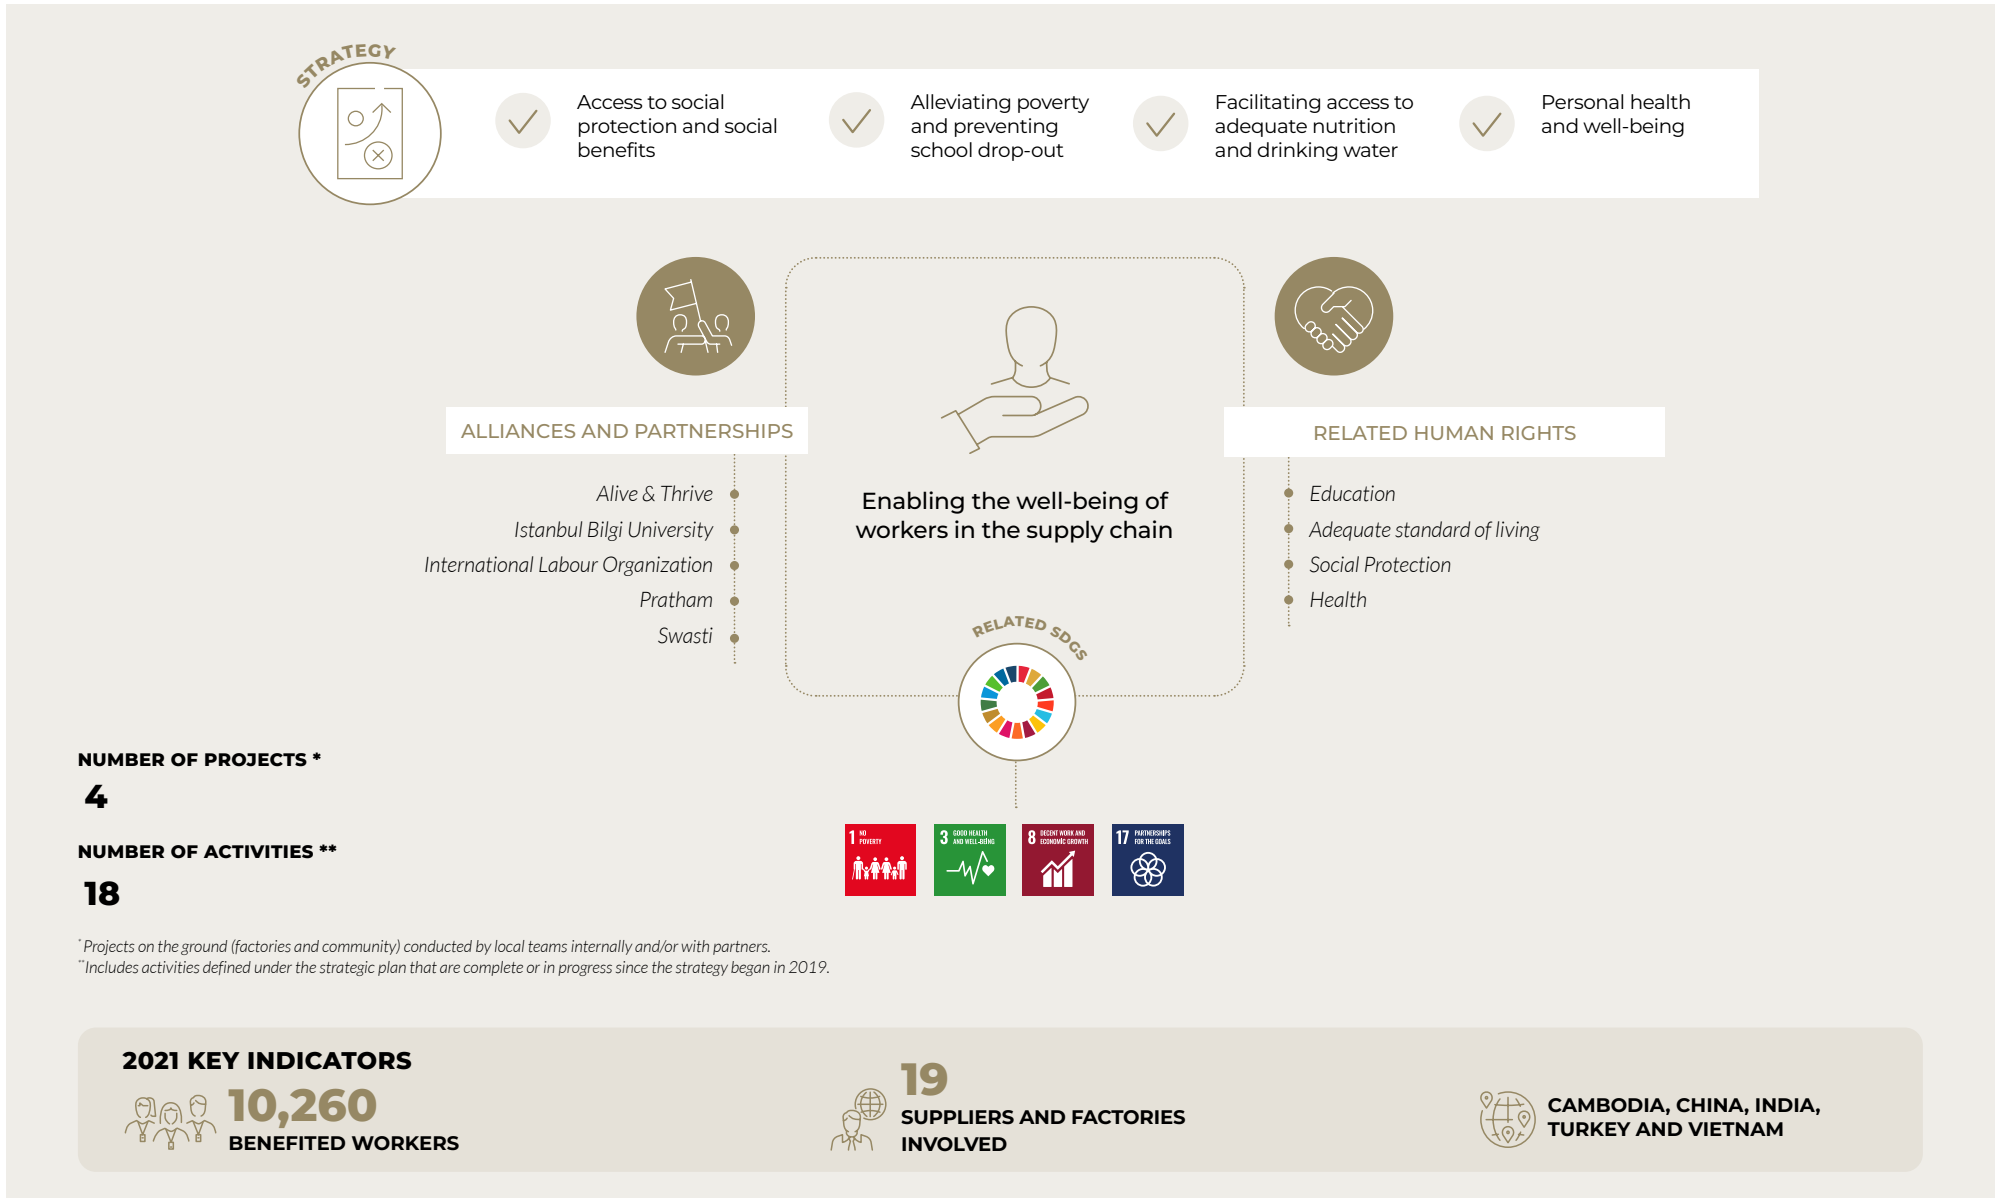 STRATEGY
Access to social
protection and social
benefits
Alleviating poverty
and preventing
school drop-out
Facilitating access to
adequate nutrition
and drinking water
Personal health
and well-being
ALLIANCES AND PARTNERSHIPS
Alive & Thrive
Istanbul Bilgi University
International Labour Organization
Pratham
Swasti
Enabling the well-being of
workers in the supply chain
RELATED HUMAN RIGHTS
Education
Adequate standard of living
Social Protection
Health
RELATED SDGS
1 NO
POVERTY
3 GOOD HEALTH
AND WELL-BEING
8 DECENT WORK AND
ECONOMIC GROWTH
17 PARTNERSHIPS
FOR THE GOALS
NUMBER OF PROJECTS *
4
NUMBER OF ACTIVITIES **
18
* Projects on the ground (factories and community) conducted by local teams internally and/or with partners.
**Includes activities defined under the strategic plan that are complete or in progress since the strategy began in 2019.
2021 KEY INDICATORS
10,260
BENEFITED WORKERS
19
SUPPLIERS AND FACTORIES
INVOLVED
CAMBODIA, CHINA, INDIA,
TURKEY AND VIETNAM